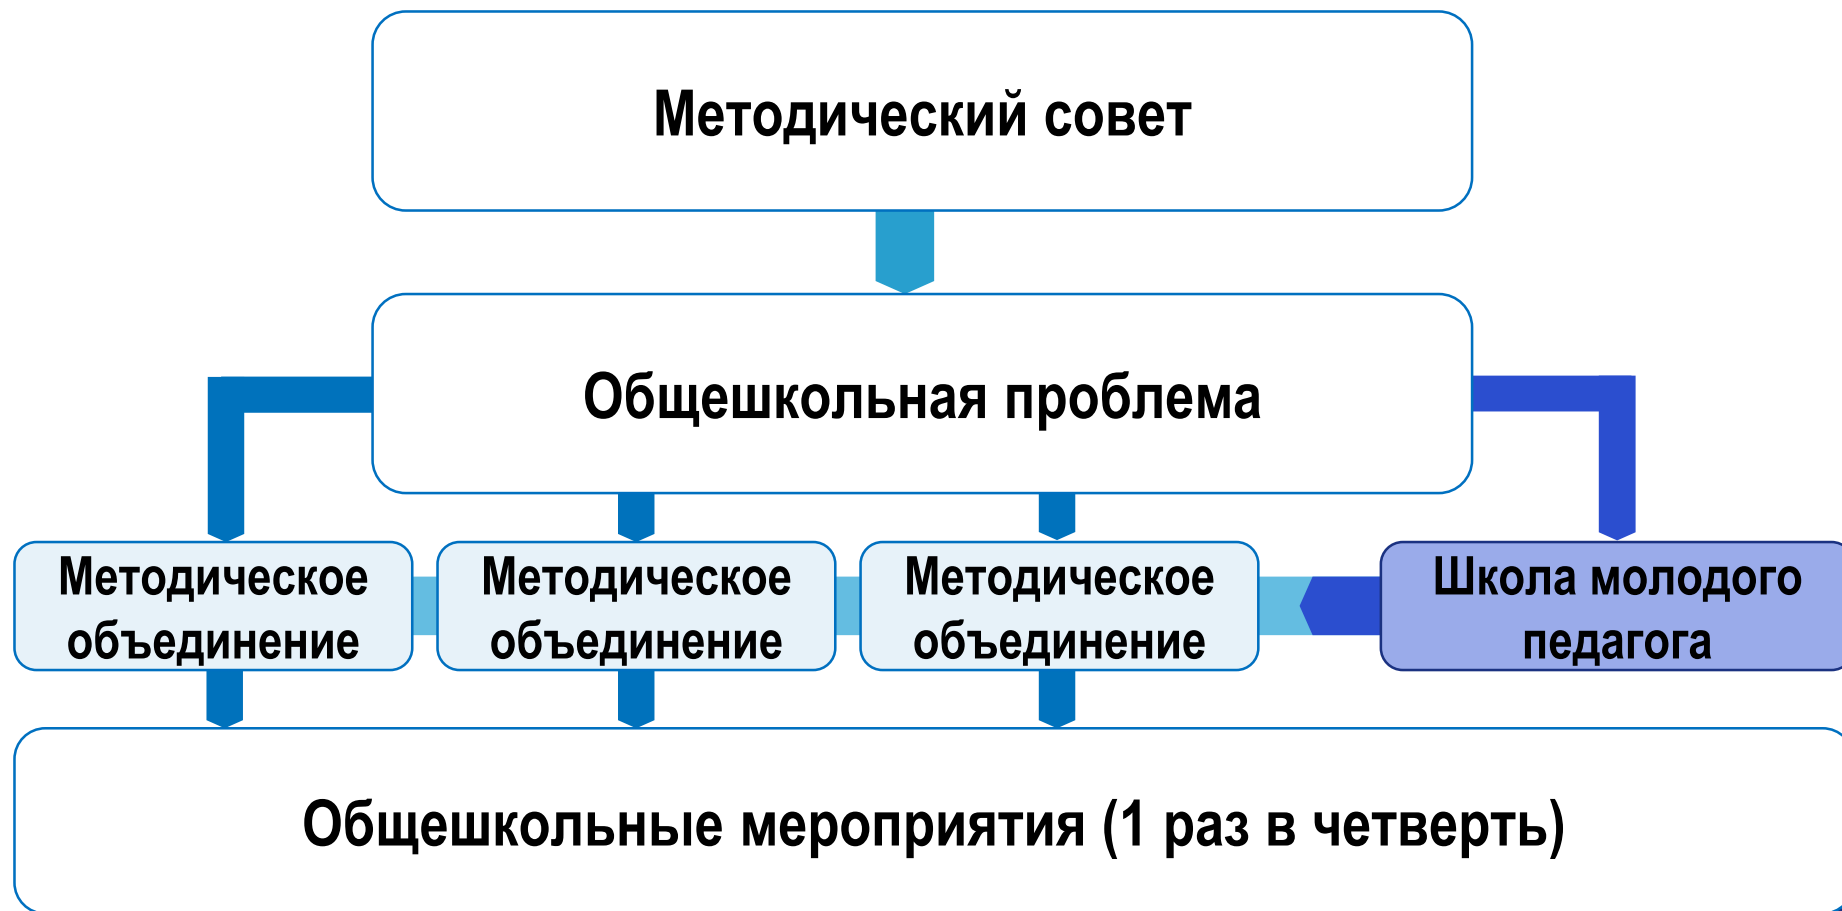 Методический совет
Общешкольная проблема
Методическое
объединение
Методическое
объединение
Методическое
объединение
Школа молодого
педагога
Общешкольные мероприятия (1 раз в четверть)